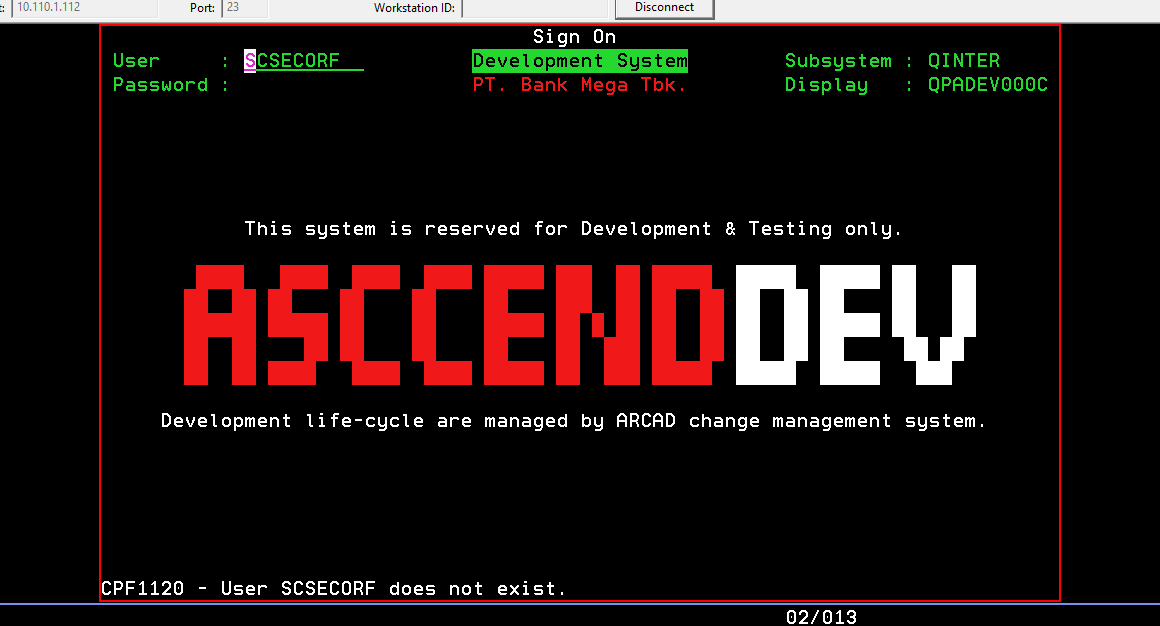 t: 10.110.1.112 Port: 23 Workstation ID: Disconnect
Sign On
User : SCSECORF Development System Subsystem : QINTER
Password : PT. Bank Mega Tbk. Display : QPADEV000C
This system is reserved for Development & Testing only.
ASCCENDDEV
Development life-cycle are managed by ARCAD change management system.
CPF1120 - User SCSECORF does not exist.
02/013